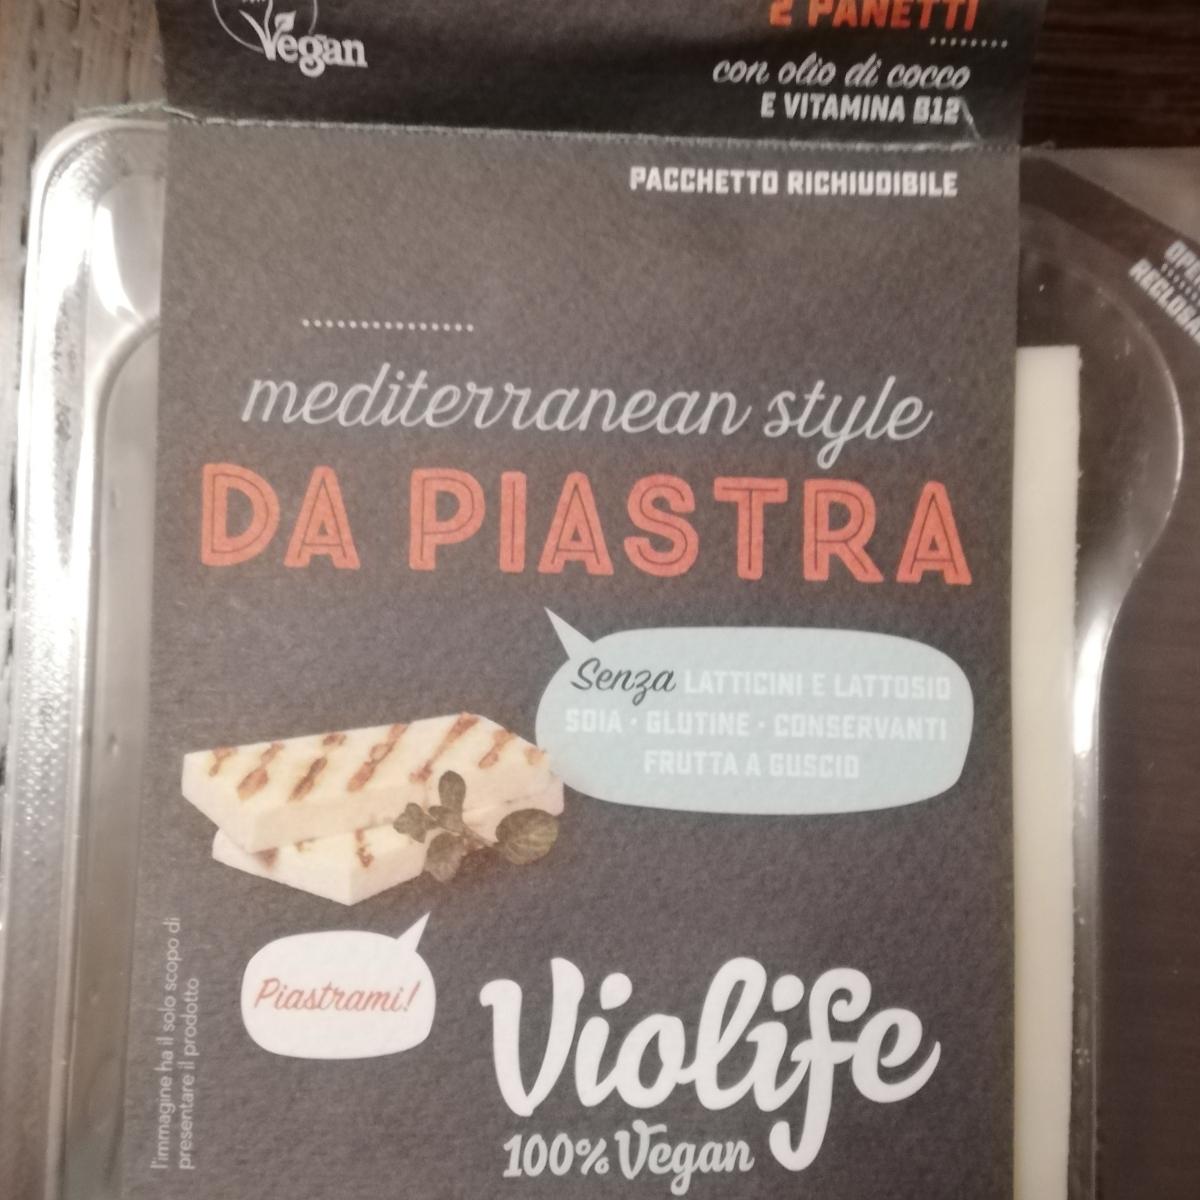 Vegan
2 PANETTI
con olio di cocco
E VITAMINA B12
PACCHETTO RICHIUDIBILE
mediterranean style
DA PIASTRA
Senza LATTICINI E LATTOSIO
SOIA · GLUTINE · CONSERVANTI
FRUTTA A GUSCIO
Piastrami!
l'immagine ha il solo scopo di
presentare il prodotto
Violife
100% Vegan